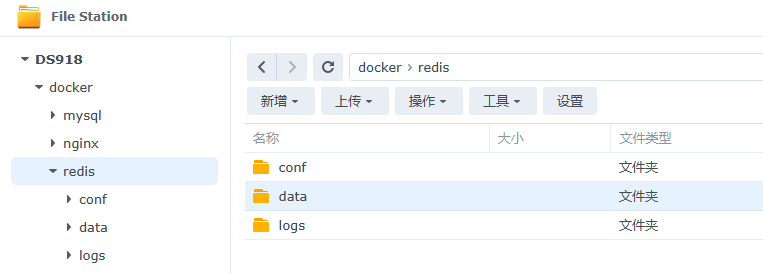 File Station
DS918
docker
mysql
nginx
redis
conf
data
logs
docker › redis
新增 上传 操作 工具 设置
名称 大小 文件类型
conf 文件夹
data 文件夹
logs 文件夹